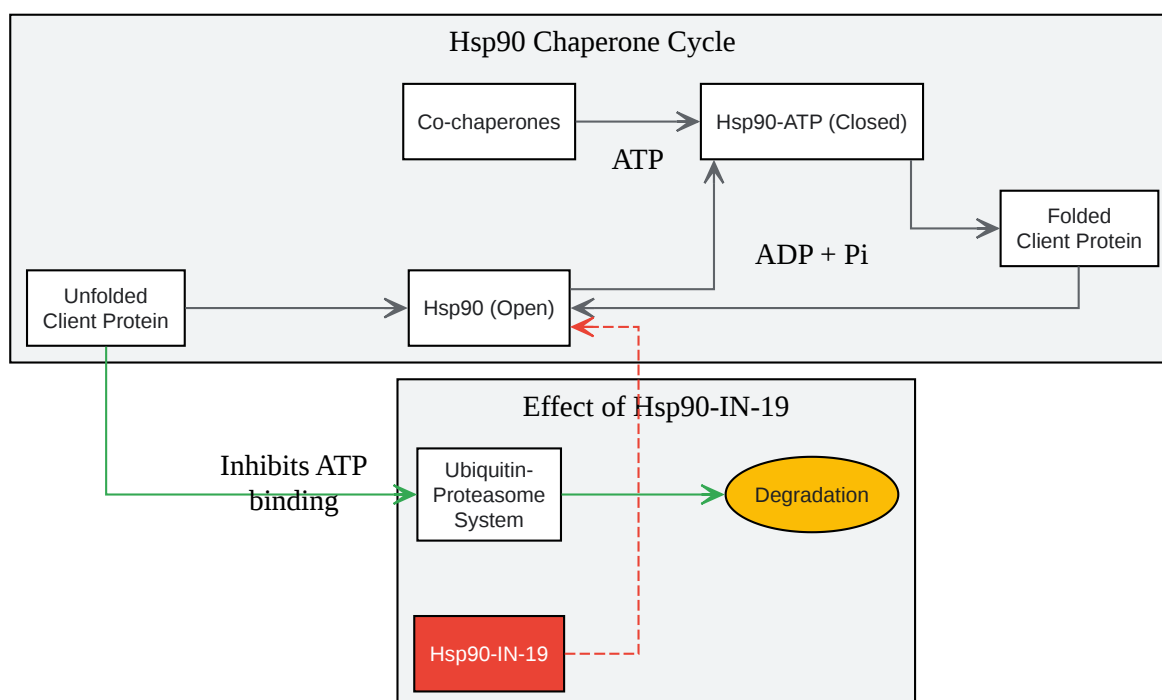 Hsp90 Chaperone Cycle
Co-chaperones
Hsp90-ATP (Closed)
ATP
Folded
Client Protein
ADP + Pi
Unfolded
Client Protein
Hsp90 (Open)
Effect of Hsp90-IN-19
Inhibits ATP
binding
Ubiquitin-
Proteasome
System
Degradation
Hsp90-IN-19